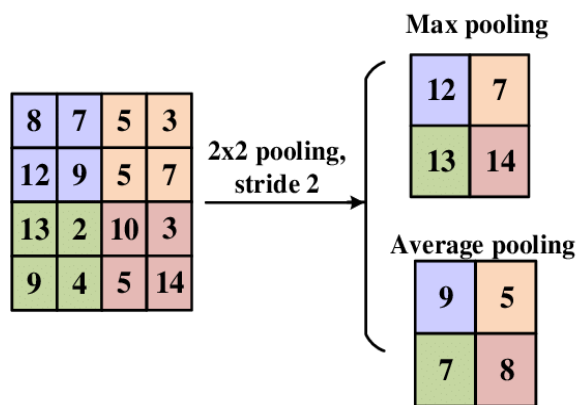 Max pooling
12 7
13 14
8 7 5 3
12 9 5 7
13 2 10 3
9 4 5 14
2x2 pooling,
stride 2
Average pooling
9 5
7 8